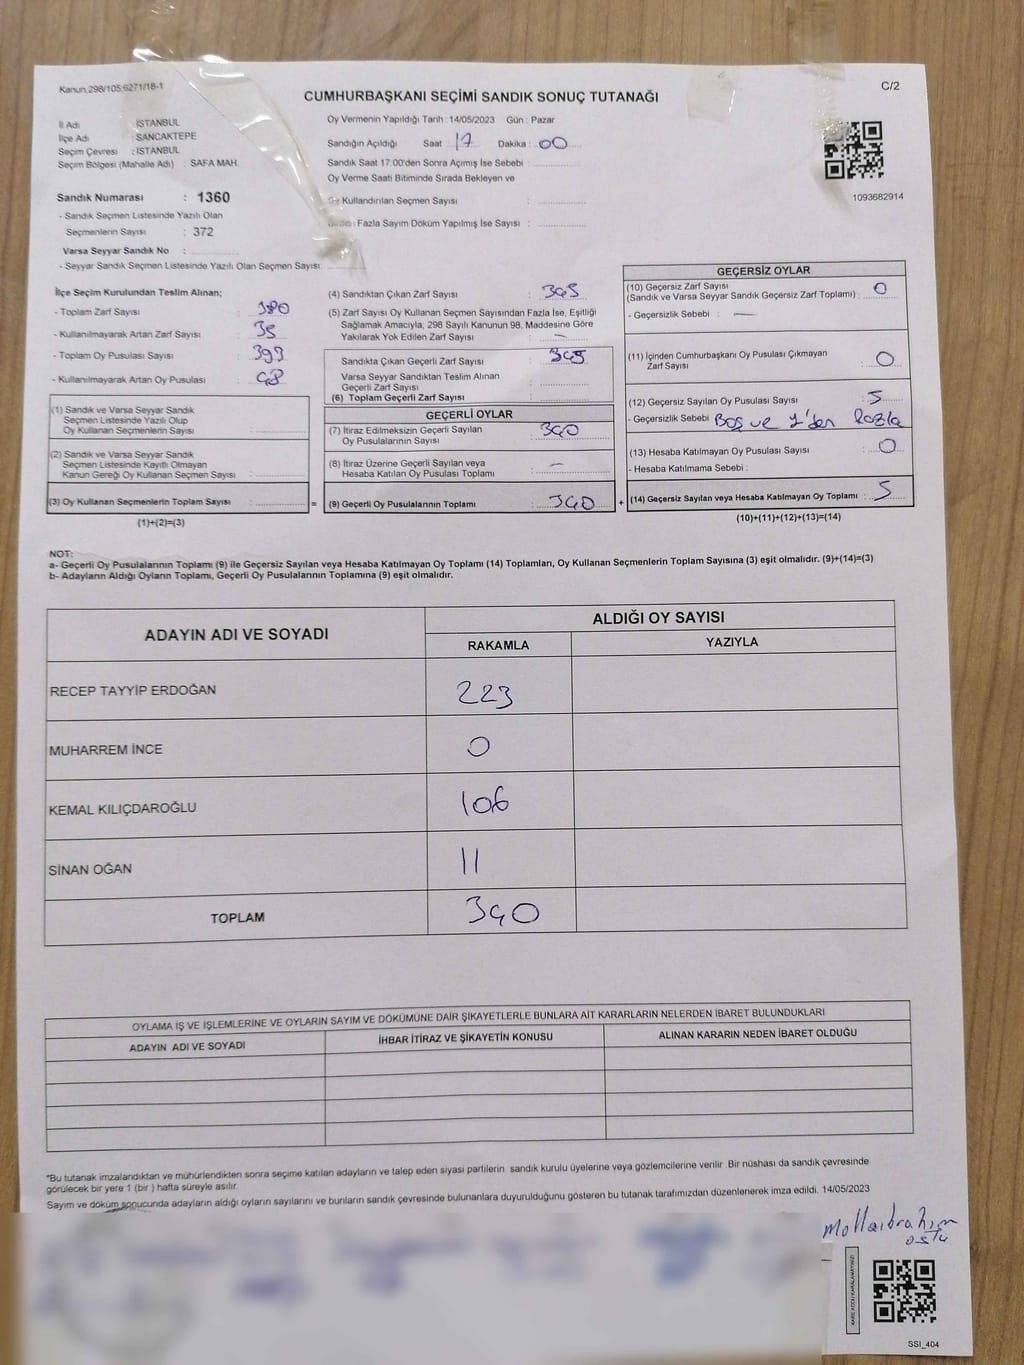 Kanun,298/105;6271/18-1
C/2
CUMHURBAŞKANI SEÇİMİ SANDIK SONUÇ TUTANAĞI
İl Adı : İSTANBUL
İlçe Adı : SANCAKTEPE
Seçim Çevresi : İSTANBUL
Seçim Bölgesi (Mahalle Adı) : SAFA MAH.
Sandık Numarası : 1360
- Sandık Seçmen Listesinde Yazılı Olan
Seçmenlerin Sayısı : 372
Varsa Seyyar Sandık No :
- Seyyar Sandık Seçmen Listesinde Yazılı Olan Seçmen Sayısı:
Oy Vermenin Yapıldığı Tarih : 14/05/2023 Gün : Pazar
Sandığın Açıldığı Saat : 17 Dakika : 00
Sandık Saat 17:00'den Sonra Açımış İse Sebebi :
Oy Verme Saati Bitiminde Sırada Bekleyen ve
Kullandırılan Seçmen Sayısı :
Fazla Sayım Döküm Yapılmış İse Sayısı :
1093682914
İlçe Seçim Kurulundan Teslim Alınan;
- Toplam Zarf Sayısı : 380
- Kullanılmayarak Artan Zarf Sayısı : 35
- Toplam Oy Pusulası Sayısı : 393
- Kullanılmayarak Artan Oy Pusulası : 48
(1) Sandık ve Varsa Seyyar Sandık
Seçmen Listesinde Yazılı Olup
Oy Kullanan Seçmenlerin Sayısı :
(2) Sandık ve Varsa Seyyar Sandık
Seçmen Listesinde Kayıtlı Olmayan
Kanun Gereği Oy Kullanan Seçmen Sayısı :
(3) Oy Kullanan Seçmenlerin Toplam Sayısı : =
(1)+(2)=(3)
(4) Sandıktan Çıkan Zarf Sayısı : 345
(5) Zarf Sayısı Oy Kullanan Seçmen Sayısından Fazla İse, Eşitliği
Sağlamak Amacıyla; 298 Sayılı Kanunun 98. Maddesine Göre
Yakılarak Yok Edilen Zarf Sayısı : —
Sandıkta Çıkan Geçerli Zarf Sayısı : 345
Varsa Seyyar Sandıktan Teslim Alınan
Geçerli Zarf Sayısı :
(6) Toplam Geçerli Zarf Sayısı :
GEÇERLİ OYLAR
(7) İtiraz Edilmeksizin Geçerli Sayılan
Oy Pusulalarının Sayısı : 340
(8) İtiraz Üzerine Geçerli Sayılan veya
Hesaba Katılan Oy Pusulası Toplamı : —
(9) Geçerli Oy Pusulalarının Toplamı : 340 +
GEÇERSİZ OYLAR
(10) Geçersiz Zarf Sayısı
(Sandık ve Varsa Seyyar Sandık Geçersiz Zarf Toplamı) : 0
- Geçersizlik Sebebi : —
(11) İçinden Cumhurbaşkanı Oy Pusulası Çıkmayan
Zarf Sayısı : 0
(12) Geçersiz Sayılan Oy Pusulası Sayısı : 5
- Geçersizlik Sebebi : Boş ve 1'den fazla
(13) Hesaba Katılmayan Oy Pusulası Sayısı : 0
- Hesaba Katılmama Sebebi :
(14) Geçersiz Sayılan veya Hesaba Katılmayan Oy Toplamı : 5
(10)+(11)+(12)+(13)=(14)
NOT:
a- Geçerli Oy Pusulalarının Toplamı (9) ile Geçersiz Sayılan veya Hesaba Katılmayan Oy Toplamı (14) Toplamları, Oy Kullanan Seçmenlerin Toplam Sayısına (3) eşit olmalıdır. (9)+(14)=(3)
b- Adayların Aldığı Oyların Toplamı, Geçerli Oy Pusulalarının Toplamına (9) eşit olmalıdır.
ADAYIN ADI VE SOYADI
ALDIĞI OY SAYISI
RAKAMLA
YAZIYLA
RECEP TAYYİP ERDOĞAN 223
MUHARREM İNCE 0
KEMAL KILIÇDAROĞLU 106
SİNAN OĞAN 11
TOPLAM 340
OYLAMA İŞ VE İŞLEMLERİNE VE OYLARIN SAYIM VE DÖKÜMÜNE DAİR ŞİKAYETLERLE BUNLARA AİT KARARLARIN NELERDEN İBARET BULUNDUKLARI
ADAYIN ADI VE SOYADI
İHBAR İTİRAZ VE ŞİKAYETİN KONUSU
ALINAN KARARIN NEDEN İBARET OLDUĞU
*Bu tutanak imzalandıktan ve mühürlendikten sonra seçime katılan adayların ve talep eden siyasi partilerin sandık kurulu üyelerine veya gözlemcilerine verilir .Bir nüshası da sandık çevresinde
görülecek bir yere 1 (bir ) hafta süreyle asılır.
Sayım ve döküm sonucunda adayların aldığı oyların sayılarını ve bunların sandık çevresinde bulunanlara duyurulduğunu gösteren bu tutanak tarafımızdan düzenlenerek imza edildi. 14/05/2023
Mollaibrahim
SSI_404